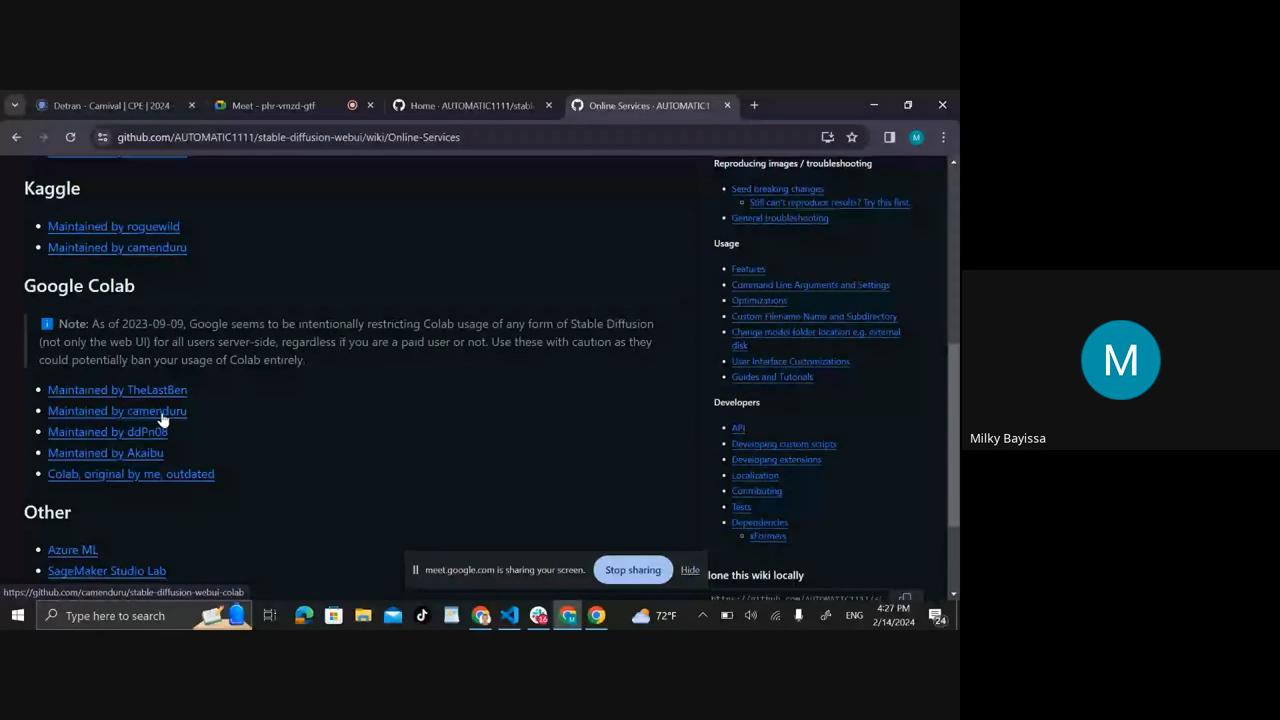 Detran - Carnival | CPE | 2024
Meet - phr-vmzd-gtf
Home · AUTOMATIC1111/stabl
Online Services · AUTOMATIC1
github.com/AUTOMATIC1111/stable-diffusion-webui/wiki/Online-Services
M
Kaggle
Maintained by roguewild
Maintained by camenduru
Google Colab
Note: As of 2023-09-09, Google seems to be intentionally restricting Colab usage of any form of Stable Diffusion
(not only the web UI) for all users server-side, regardless if you are a paid user or not. Use these with caution as they
could potentially ban your usage of Colab entirely.
Maintained by TheLastBen
Maintained by camenduru
Maintained by ddPn08
Maintained by Akaibu
Colab, original by me, outdated
Other
Azure ML
SageMaker Studio Lab
Reproducing images / troubleshooting
Seed breaking changes
Still can't reproduce results? Try this first.
General troubleshooting
Usage
Features
Command Line Arguments and Settings
Optimizations
Custom Filename Name and Subdirectory
Change model folder location e.g. external
disk
User Interface Customizations
Guides and Tutorials
Developers
API
Developing custom scripts
Developing extensions
Localization
Contributing
Tests
Dependencies
xFormers
lone this wiki locally
meet.google.com is sharing your screen.
Stop sharing
Hide
https://github.com/camenduru/stable-diffusion-webui-colab
Type here to search
16
72°F
ENG
4:27 PM
2/14/2024
24
M
Milky Bayissa